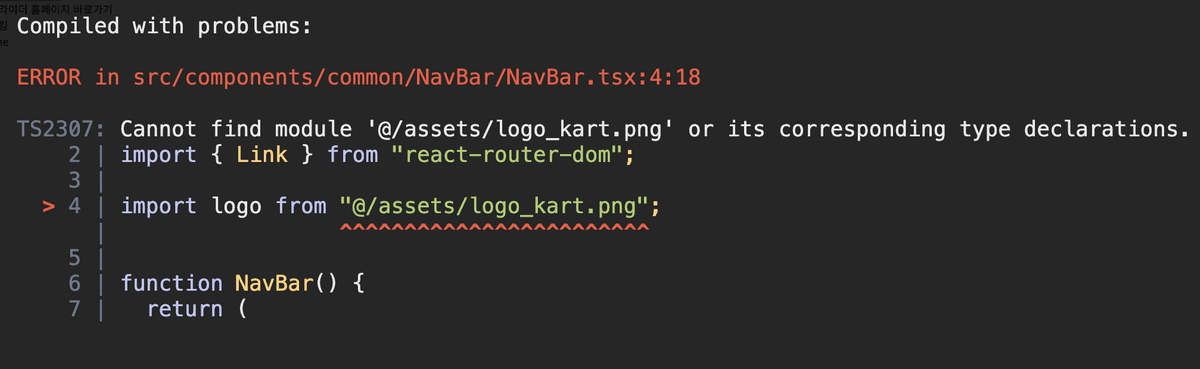 라이더 홈페이지 바로가기
킹
me
Compiled with problems:
ERROR in src/components/common/NavBar/NavBar.tsx:4:18
TS2307: Cannot find module '@/assets/logo_kart.png' or its corresponding type declarations.
2 | import { Link } from "react-router-dom";
3 |
> 4 | import logo from "@/assets/logo_kart.png";
| ^^^^^^^^^^^^^^^^^^^^^^^^
5 |
6 | function NavBar() {
7 | return (